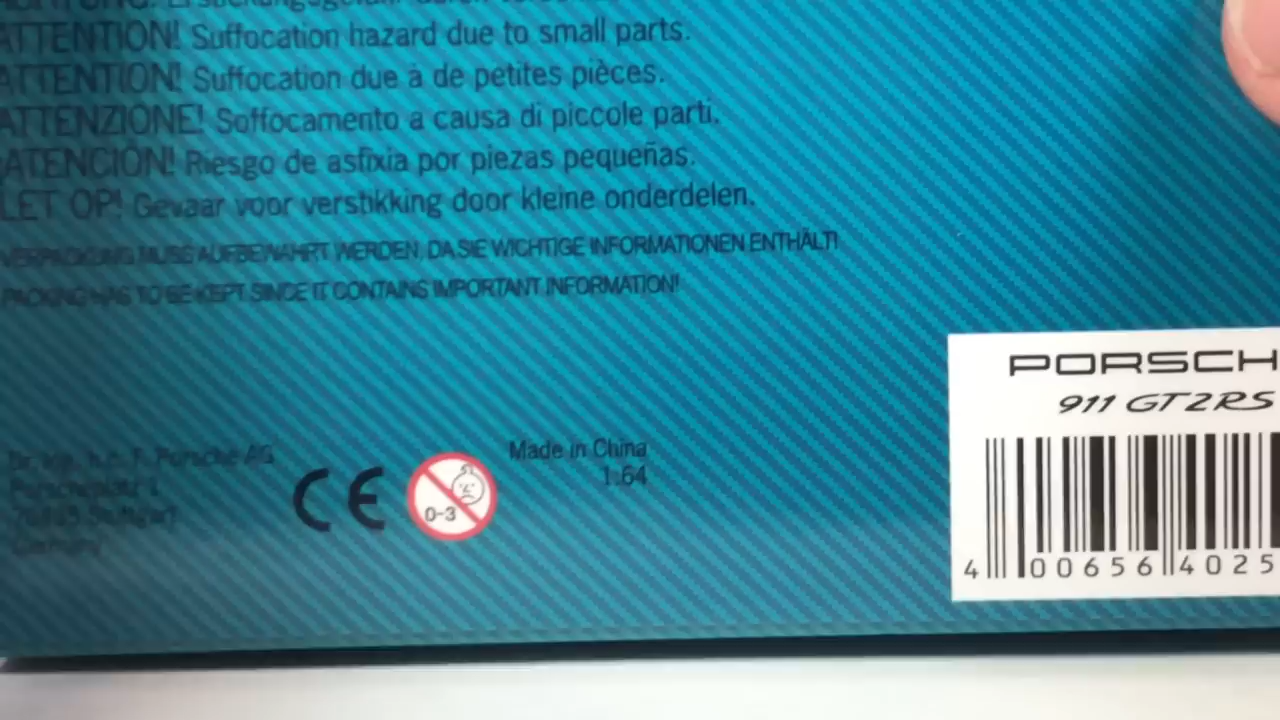 ATTENTION! Suffocation hazard due to small parts.
ATTENTION! Suffocation due à de petites pièces.
ATTENZIONE! Soffocamento a causa di piccole parti.
¡ATENCIÓN! Riesgo de asfixia por piezas pequeñas.
LET OP! Gevaar voor verstikking door kleine onderdelen.
VERPACKUNG MUSS AUFBEWAHRT WERDEN, DA SIE WICHTIGE INFORMATIONEN ENTHÄLT!
PACKING HAS TO BE KEPT SINCE IT CONTAINS IMPORTANT INFORMATION!
PORSCH
911 GT2RS
Made in China
1:64
Porsche AG
CE
0-3
Germany
4 00656 4025